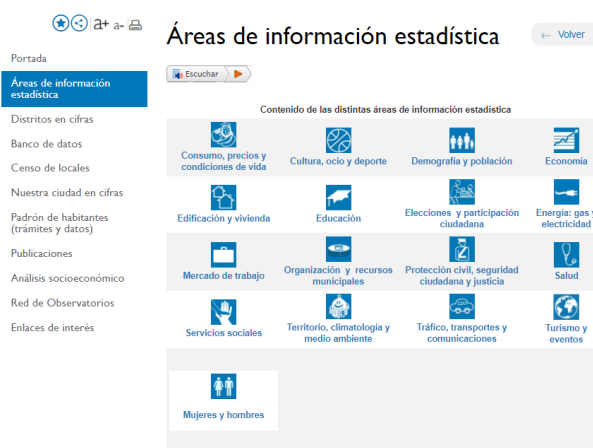 a+ a-
Áreas de información estadística
← Volver
Escuchar
Portada
Áreas de información
estadística
Distritos en cifras
Banco de datos
Censo de locales
Nuestra ciudad en cifras
Padrón de habitantes
(trámites y datos)
Publicaciones
Análisis socioeconómico
Red de Observatorios
Enlaces de interés
Contenido de las distintas áreas de información estadística
Consumo, precios y
condiciones de vida
Cultura, ocio y deporte
Demografía y población
Economía
Edificación y vivienda
Educación
Elecciones y participación
ciudadana
Energía: gas y
electricidad
Mercado de trabajo
Organización y recursos
municipales
Protección civil, seguridad
ciudadana y justicia
Salud
Servicios sociales
Territorio, climatología y
medio ambiente
Tráfico, transportes y
comunicaciones
Turismo y
eventos
Mujeres y hombres